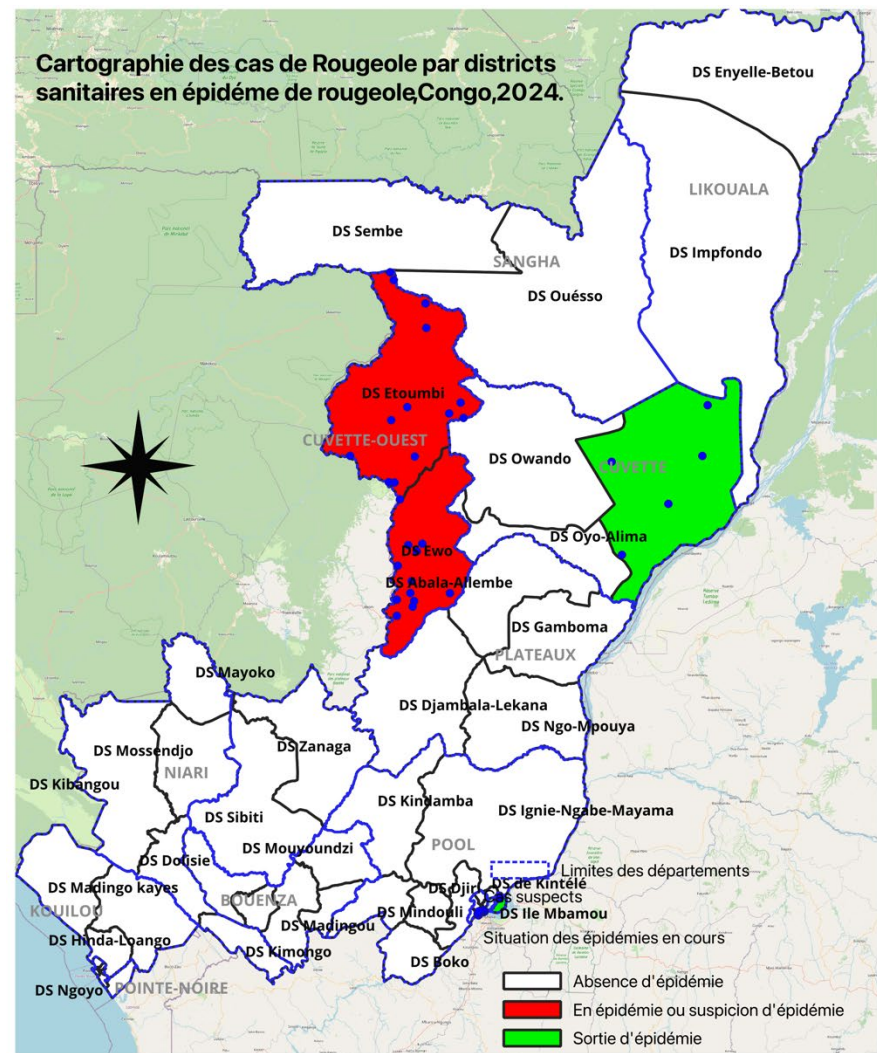 Cartographie des cas de Rougeole par districts
sanitaires en épidéme de rougeole,Congo,2024.
DS Enyelle-Betou
LIKOUALA
DS Sembe
DS Impfondo
SANGHA
DS Ouésso
DS Etoumbi
CUVETTE-OUEST
DS Owando
CUVETTE
DS Oyo-Alima
DS Ewo
DS Abala-Allembe
DS Gamboma
PLATEAUX
DS Mayoko
DS Djambala-Lekana
DS Ngo-Mpouya
DS Mossendjo
DS Zanaga
NIARI
DS Kibangou
DS Kindamba
DS Ignie-Ngabe-Mayama
DS Sibiti
DS Mouyoundzi
POOL
DS Dolisie
Limites des départements
DS Madingo kayes
DS Djiri
DS de Kintélé
BOUENZA
Cas suspects
KOUILOU
DS Mindouli
DS Ile Mbamou
DS Madingou
DS Hinda-Loango
Situation des épidémies en cours
DS Kimongo
DS Boko
DS Ngoyo
POINTE-NOIRE
Absence d'épidémie
En épidémie ou suspicion d'épidémie
Sortie d'épidémie